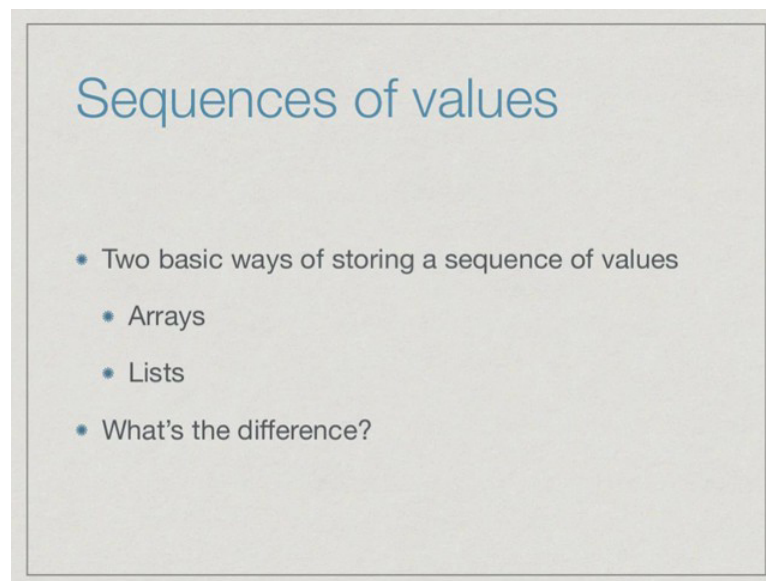 Sequences of values
Two basic ways of storing a sequence of values
Arrays
Lists
What's the difference?